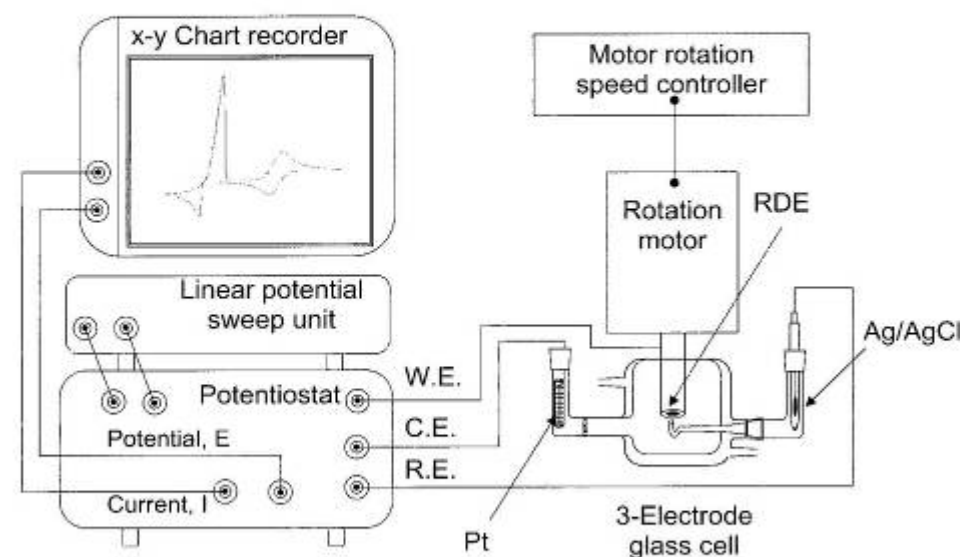 x-y Chart recorder
Motor rotation
speed controller
Rotation
motor
RDE
Linear potential
sweep unit
Ag/AgCl
Potentiostat
W.E.
C.E.
R.E.
Potential, E
Current, I
Pt
3-Electrode
glass cell